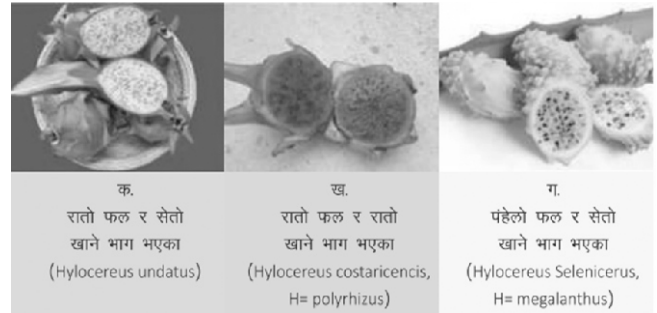 क.
रातो फल र सेतो
खाने भाग भएका
(Hylocereus undatus)
ख.
रातो फल र रातो
खाने भाग भएका
(Hylocereus costaricencis,
H= polyrhizus)
ग.
पंहेलो फल र सेतो
खाने भाग भएका
(Hylocereus Selenicerus,
H= megalanthus)